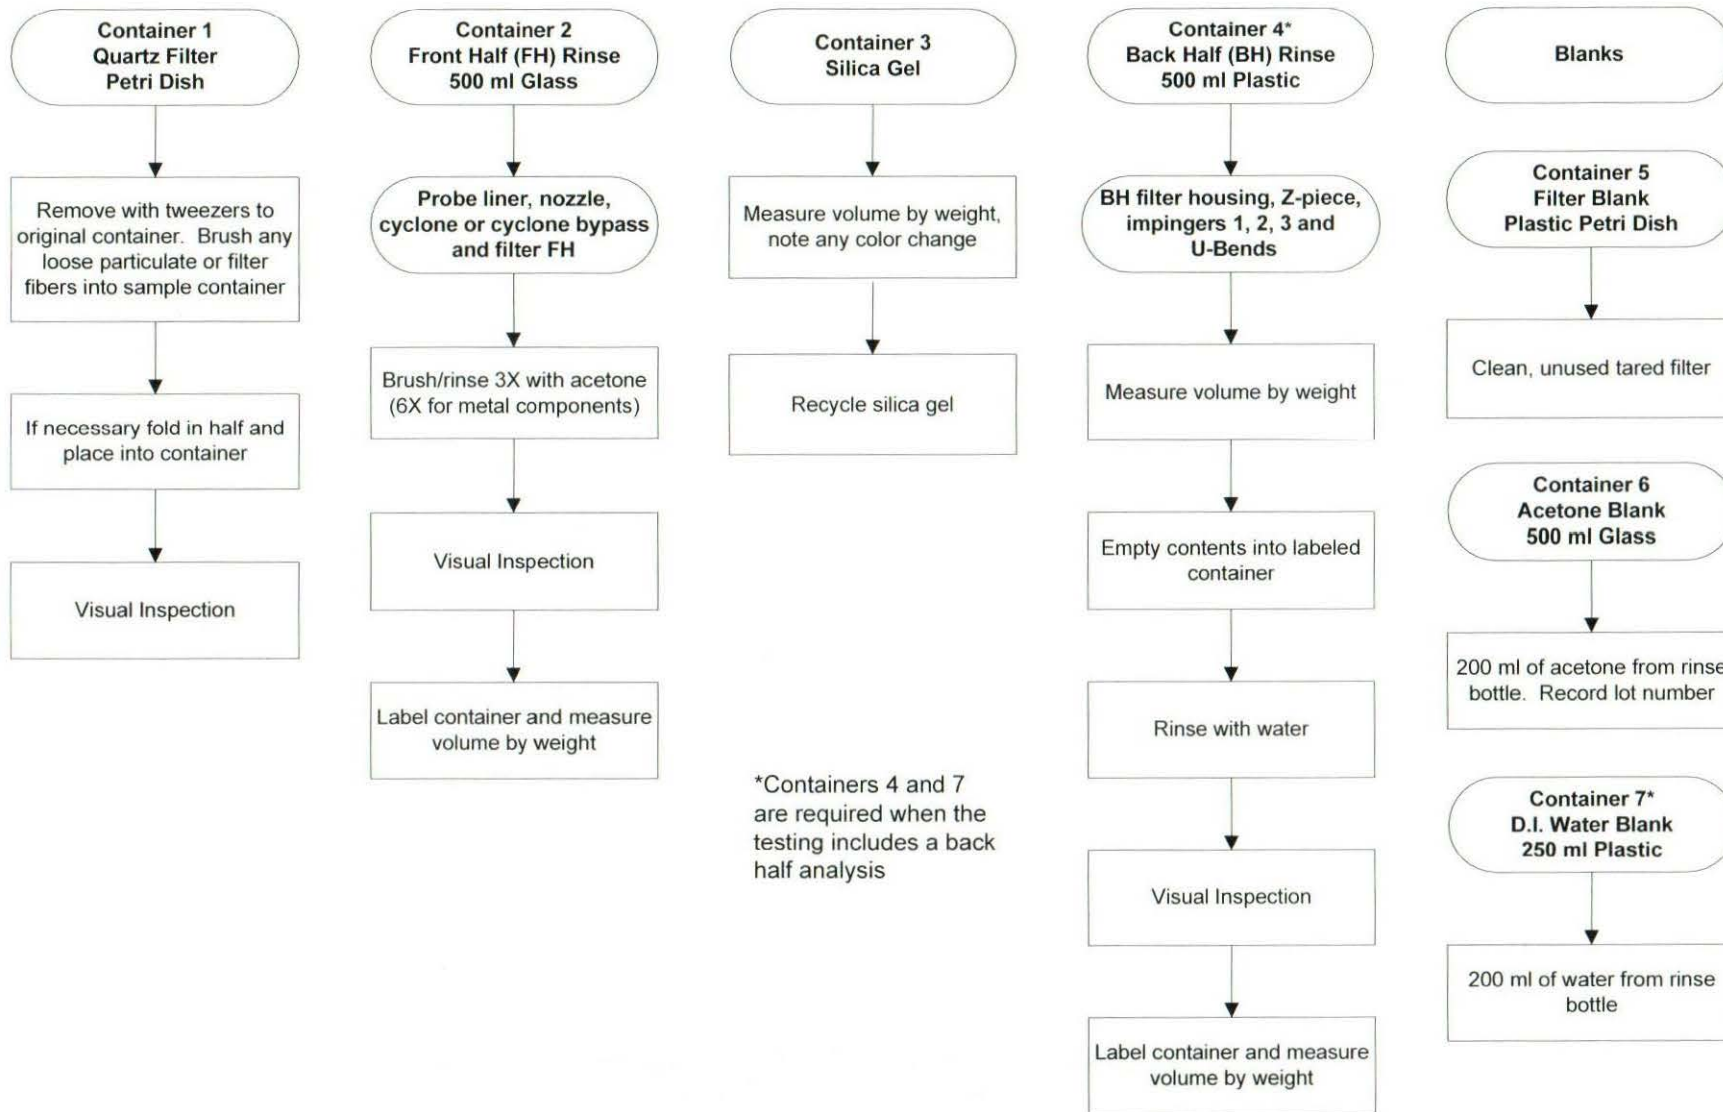 Container 1
Quartz Filter
Petri Dish
Remove with tweezers to
original container. Brush any
loose particulate or filter
fibers into sample container
If necessary fold in half and
place into container
Visual Inspection
Container 2
Front Half (FH) Rinse
500 ml Glass
Probe liner, nozzle,
cyclone or cyclone bypass
and filter FH
Brush/rinse 3X with acetone
(6X for metal components)
Visual Inspection
Label container and measure
volume by weight
Container 3
Silica Gel
Measure volume by weight,
note any color change
Recycle silica gel
*Containers 4 and 7
are required when the
testing includes a back
half analysis
Container 4*
Back Half (BH) Rinse
500 ml Plastic
BH filter housing, Z-piece,
impingers 1, 2, 3 and
U-Bends
Measure volume by weight
Empty contents into labeled
container
Rinse with water
Visual Inspection
Label container and measure
volume by weight
Blanks
Container 5
Filter Blank
Plastic Petri Dish
Clean, unused tared filter
Container 6
Acetone Blank
500 ml Glass
200 ml of acetone from rinse
bottle. Record lot number
Container 7*
D.I. Water Blank
250 ml Plastic
200 ml of water from rinse
bottle